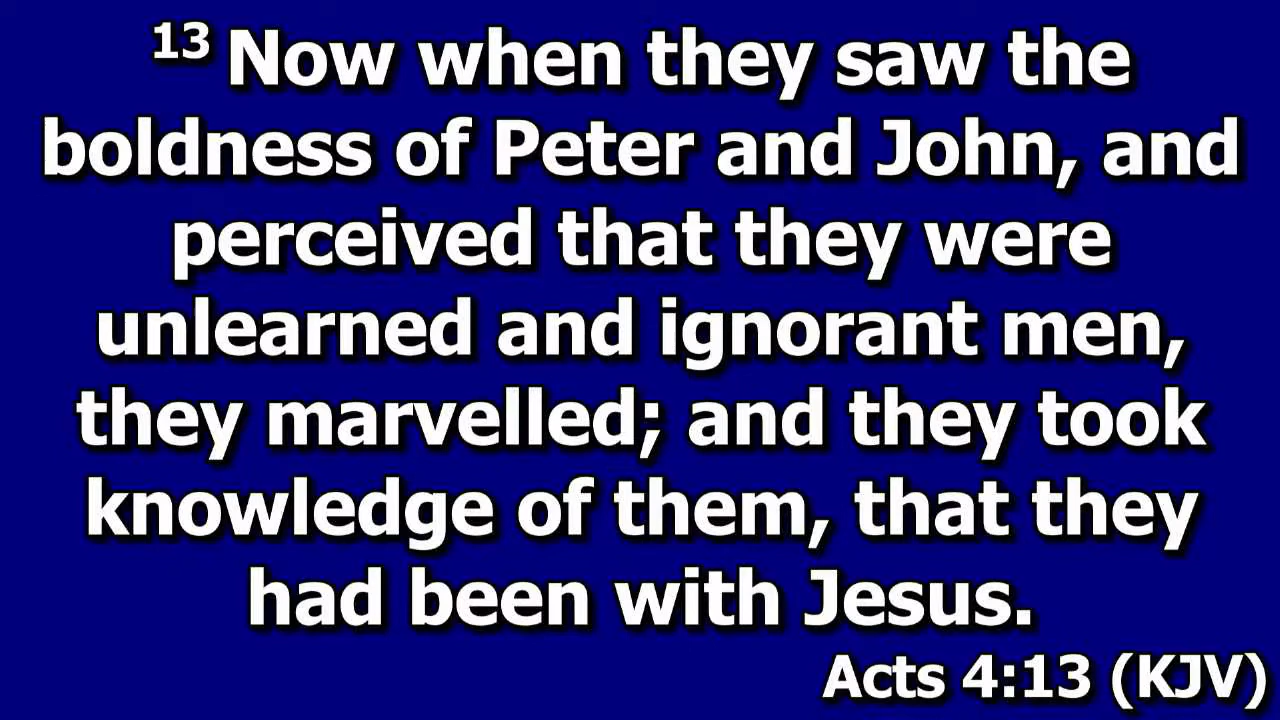 13 Now when they saw the
boldness of Peter and John, and
perceived that they were
unlearned and ignorant men,
they marvelled; and they took
knowledge of them, that they
had been with Jesus.
Acts 4:13 (KJV)